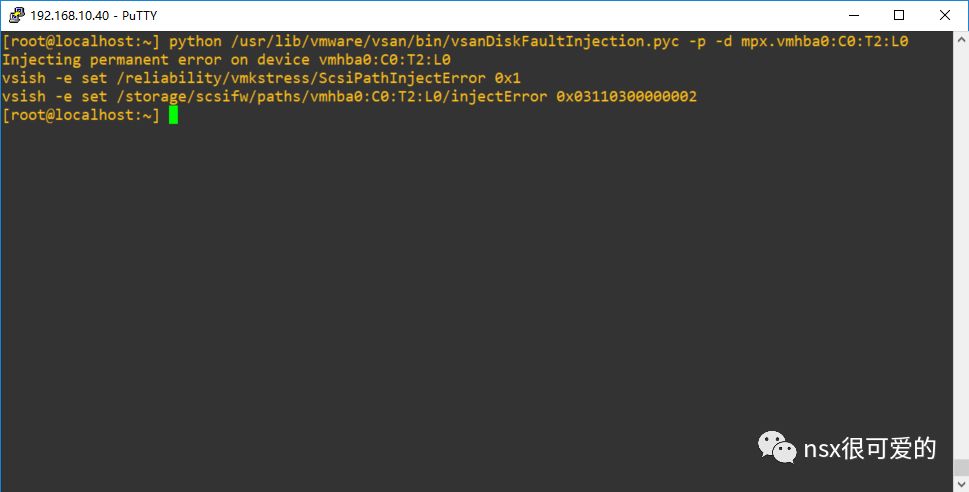 192.168.10.40 - PuTTY
[root@localhost:~] python /usr/lib/vmware/vsan/bin/vsanDiskFaultInjection.pyc -p -d mpx.vmhba0:C0:T2:L0
Injecting permanent error on device vmhba0:C0:T2:L0
vsish -e set /reliability/vmkstress/ScsiPathInjectError 0x1
vsish -e set /storage/scsifw/paths/vmhba0:C0:T2:L0/injectError 0x03110300000002
[root@localhost:~]
nsx很可爱的